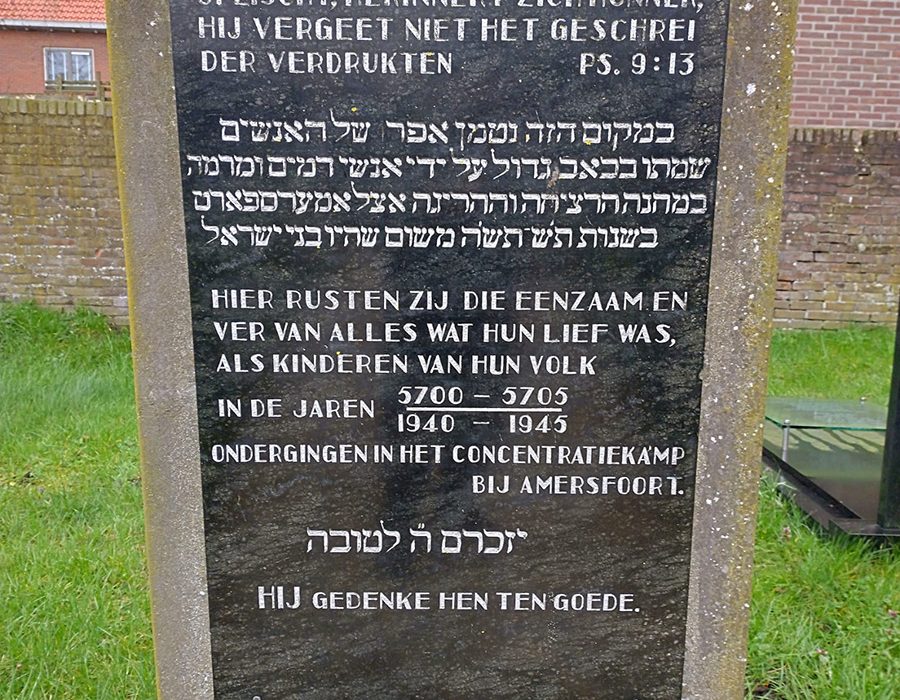 HIJ VERGEET NIET HET GESCHREI
DER VERDRUKTEN PS. 9:13
במקום הזה נטמן אפר של האנשים
שמתו בכאב גדול על ידי אנשי דמים ומרמה
במחנה הרציחה וההריגה אצל אמערספארט
בשנות ת״ש תש״ה משום שהיו בני ישראל
HIER RUSTEN ZIJ DIE EENZAAM EN
VER VAN ALLES WAT HUN LIEF WAS,
ALS KINDEREN VAN HUN VOLK
IN DE JAREN 5700 – 5705
1940 – 1945
ONDERGINGEN IN HET CONCENTRATIEKAMP
BIJ AMERSFOORT.
יזכרם ה״ לטובה
HIJ GEDENKE HEN TEN GOEDE.